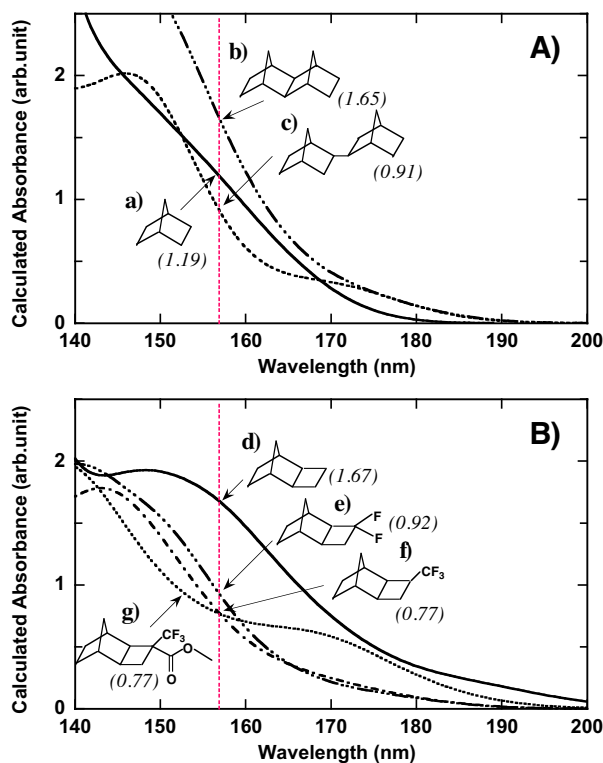 A)
Calculated Absorbance (arb.unit)
2
1
0
b)
(1.65)
c)
(0.91)
a)
(1.19)
140 150 160 170 180 190 200
Wavelength (nm)
B)
Calculated Absorbance (arb.unit)
2
1
0
d)
(1.67)
e)
F
F
(0.92)
f)
CF3
(0.77)
g)
CF3
O
O
(0.77)
140 150 160 170 180 190 200
Wavelength (nm)